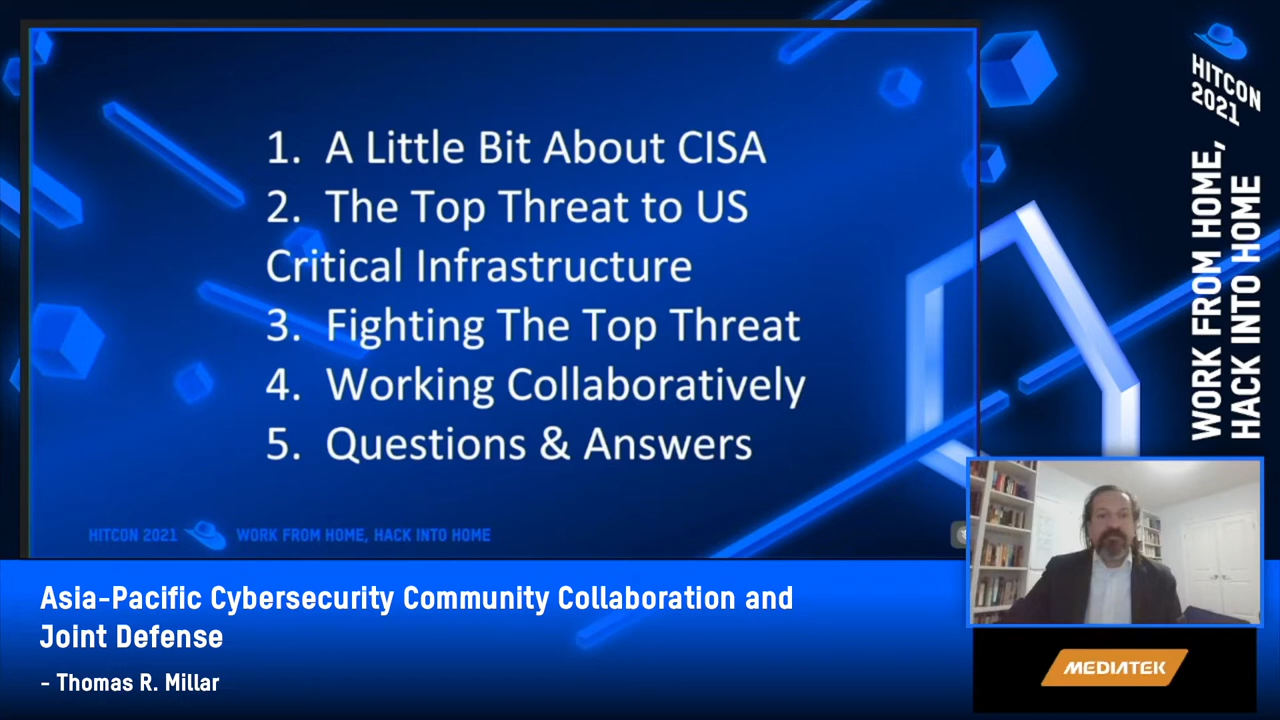 1. A Little Bit About CISA
2. The Top Threat to US
Critical Infrastructure
3. Fighting The Top Threat
4. Working Collaboratively
5. Questions & Answers
HITCON 2021 WORK FROM HOME, HACK INTO HOME
HITCON
2021
WORK FROM HOME,
HACK INTO HOME
Asia-Pacific Cybersecurity Community Collaboration and
Joint Defense
- Thomas R. Millar
MEDIATEK